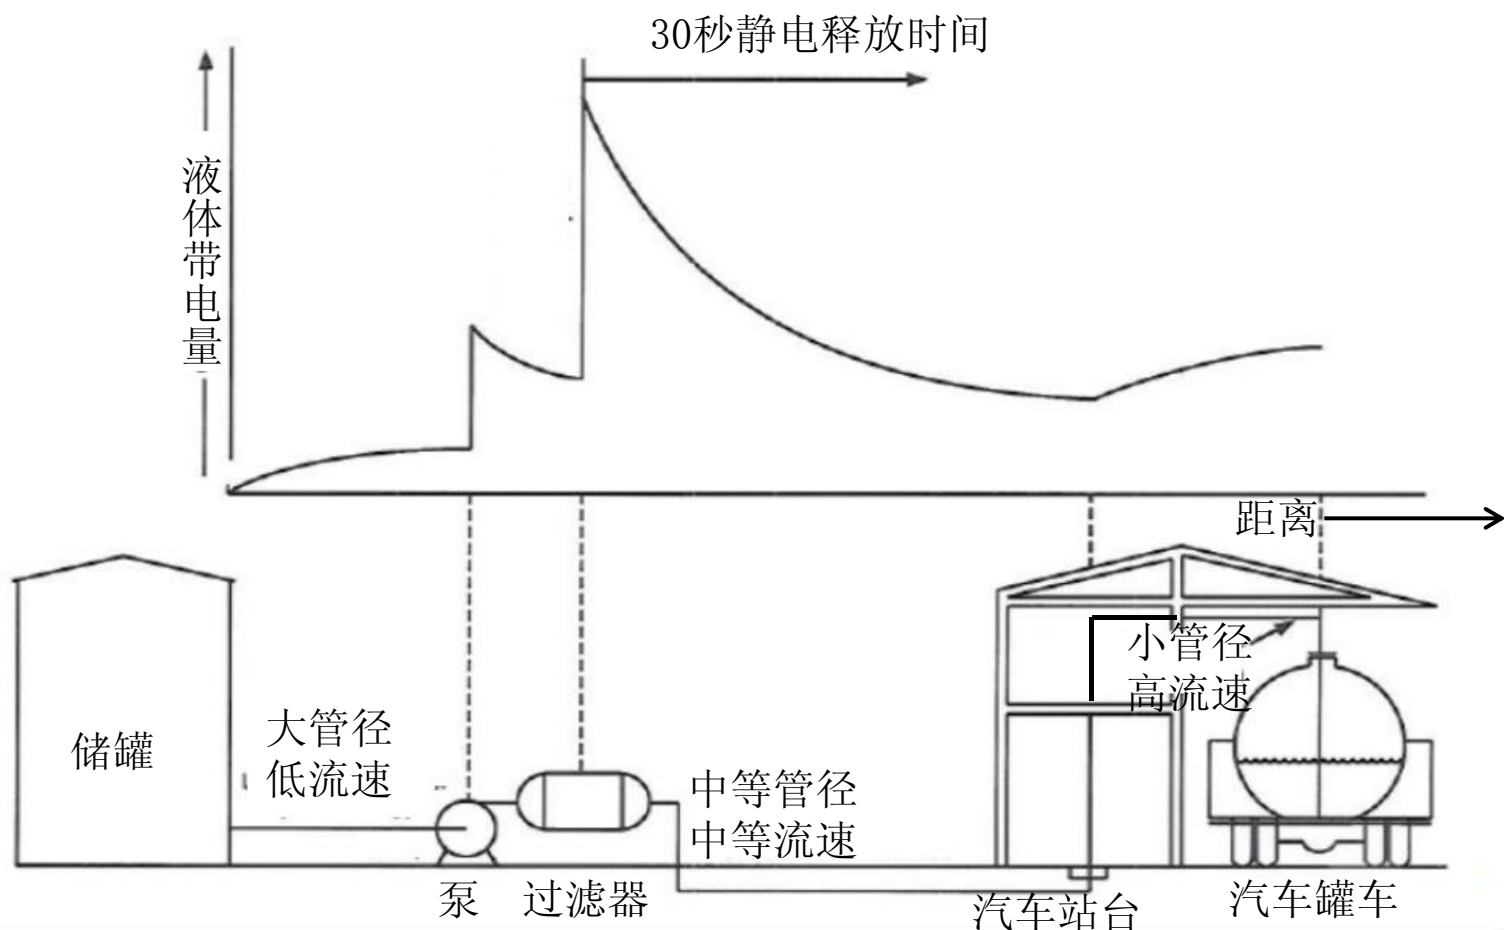 30秒静电释放时间
液体带电量
距离
小管径
高流速
储罐
大管径
低流速
中等管径
中等流速
泵
过滤器
汽车站台
汽车罐车